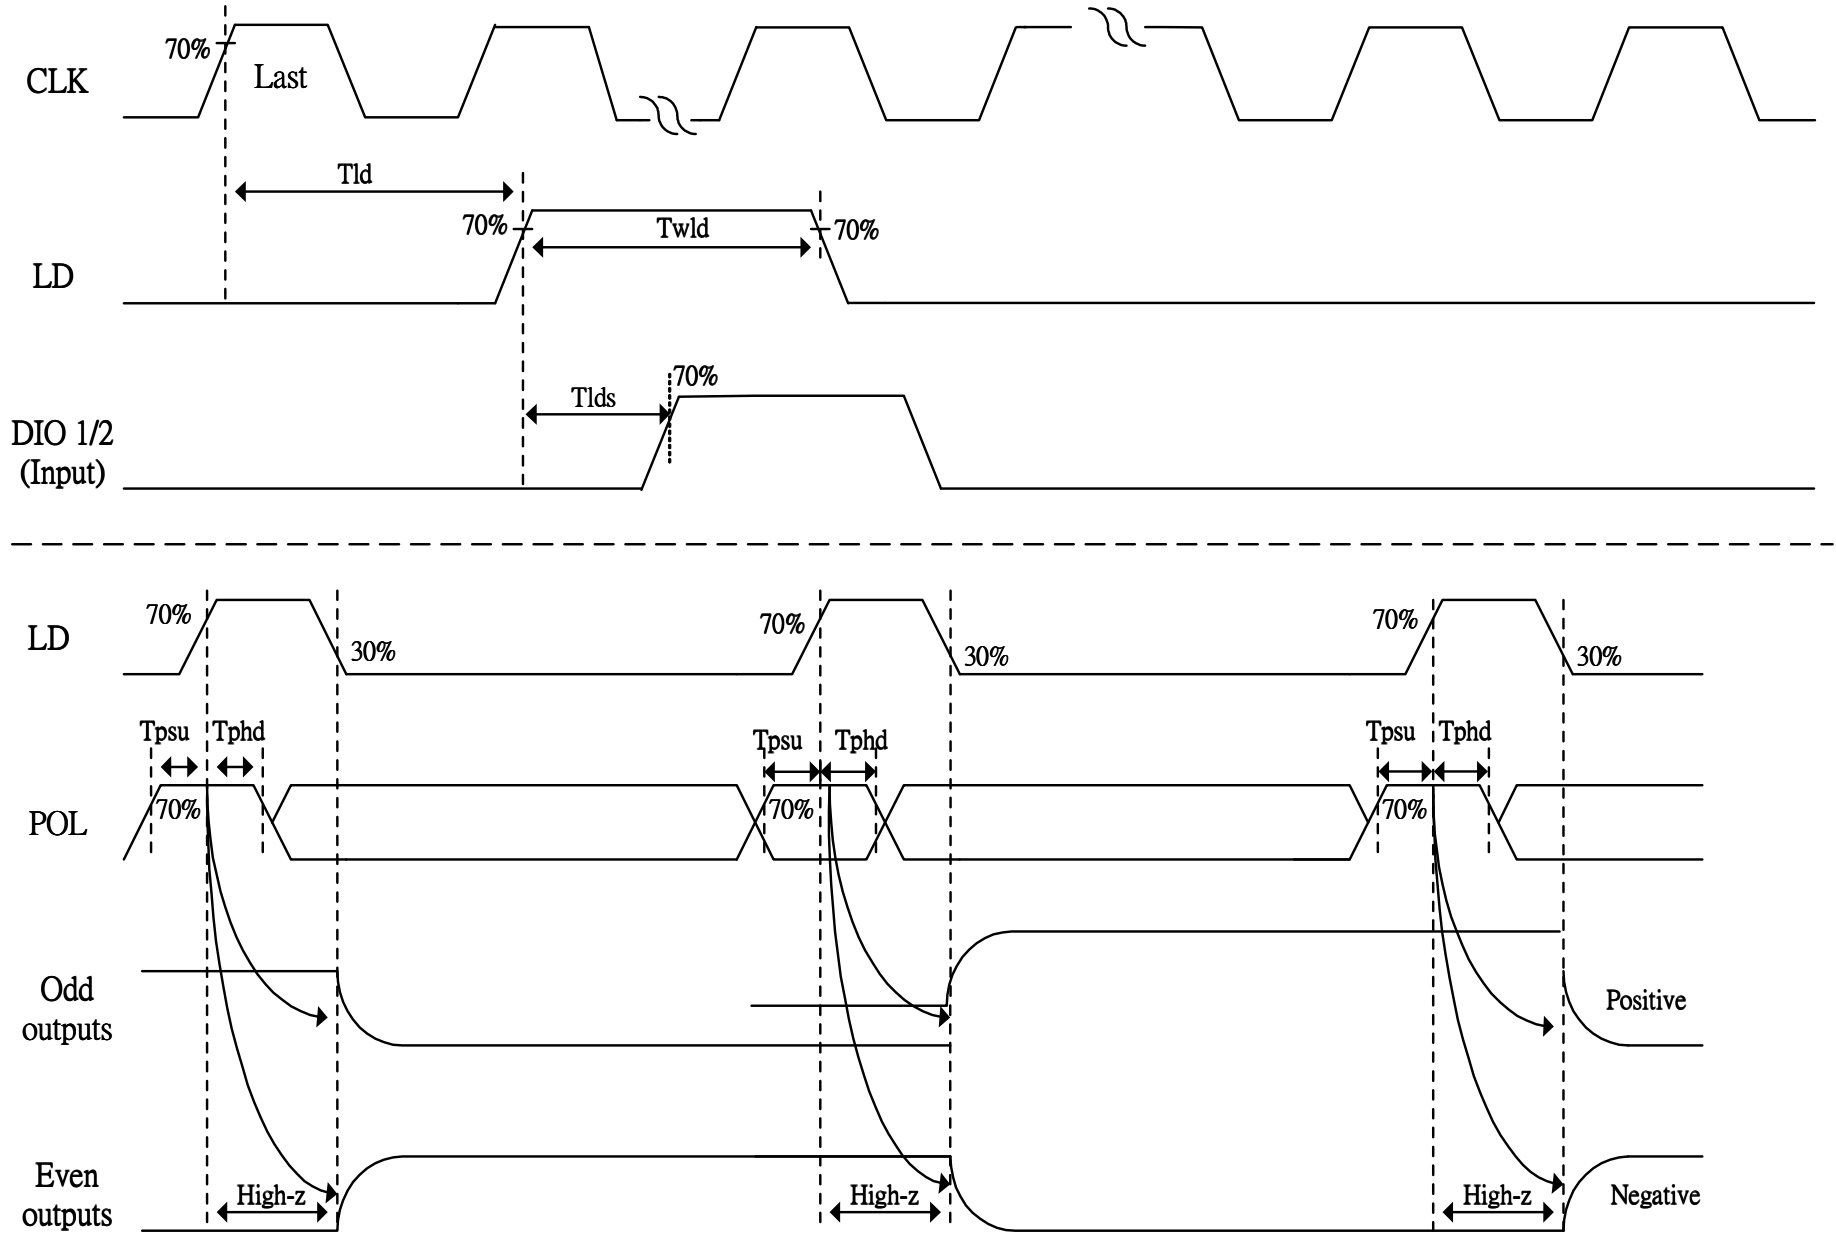 70%
Last
CLK
Tld
70%
Twld
70%
LD
70%
Tlds
DIO 1/2
(Input)
70%
30%
70%
30%
70%
30%
LD
Tpsu
Tphd
Tpsu
Tphd
Tpsu
Tphd
70%
70%
70%
POL
Odd
outputs
Positive
Even
outputs
High-z
High-z
High-z
Negative